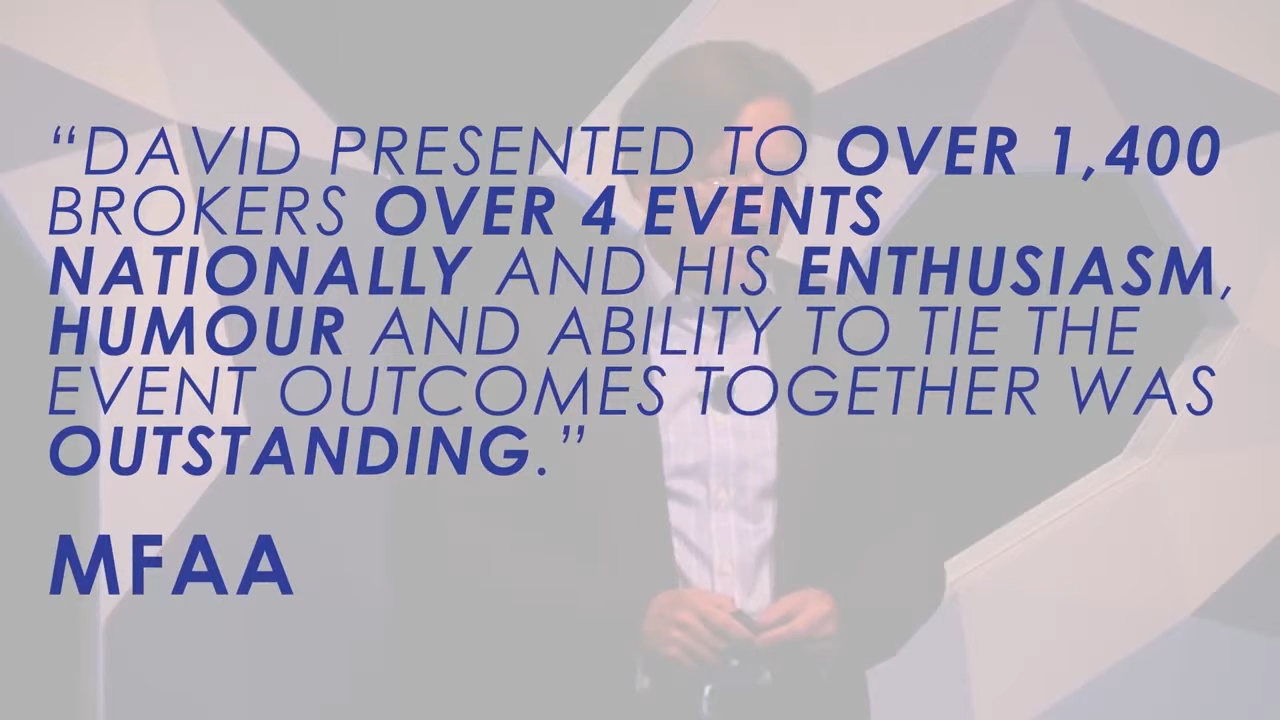 “DAVID PRESENTED TO OVER 1,400
BROKERS OVER 4 EVENTS
NATIONALLY AND HIS ENTHUSIASM,
HUMOUR AND ABILITY TO TIE THE
EVENT OUTCOMES TOGETHER WAS
OUTSTANDING.”
MFAA